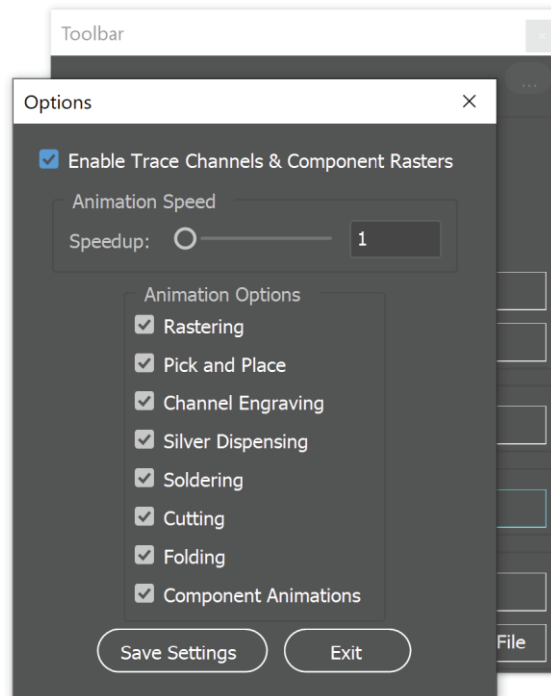 Toolbar
...
Options
Enable Trace Channels & Component Rasters
Animation Speed
Speedup:
1
Animation Options
Rastering
Pick and Place
Channel Engraving
Silver Dispensing
Soldering
Cutting
Folding
Component Animations
Save Settings
Exit
File